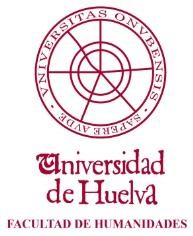 VNIVERSITAS ONVBENSIS · SAPERE AVDE ·
Universidad
de Huelva
FACULTAD DE HUMANIDADES